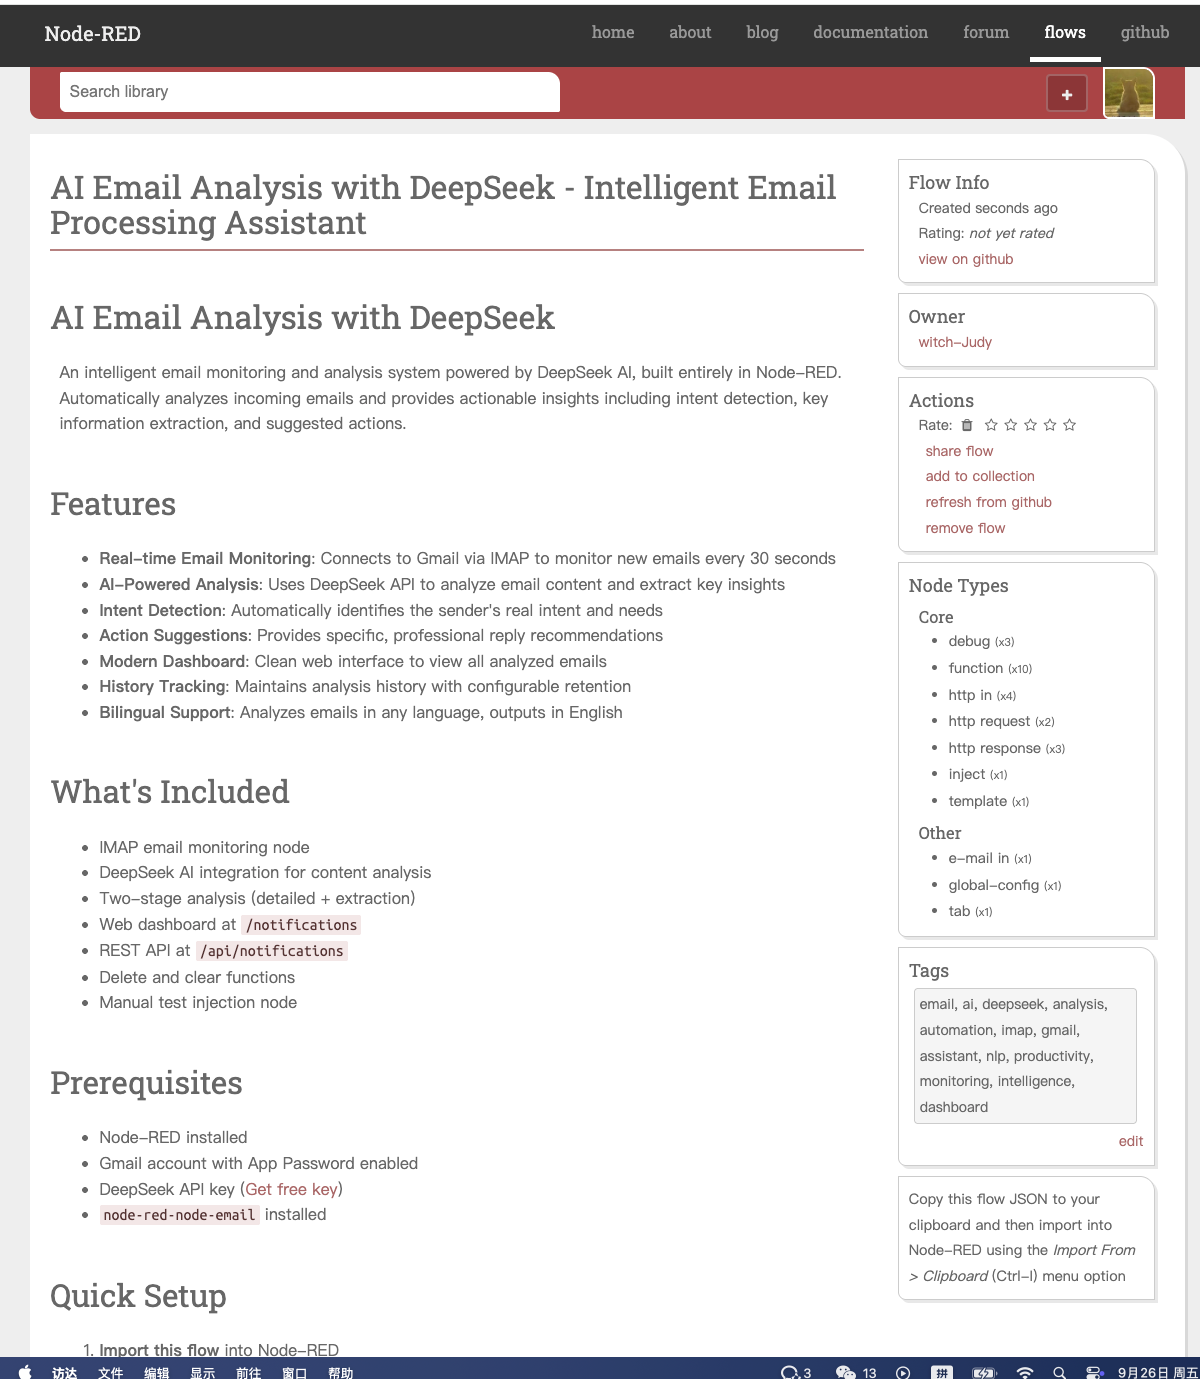 Node-RED
home about blog documentation forum flows github
Search library
+
AI Email Analysis with DeepSeek - Intelligent Email
Processing Assistant
AI Email Analysis with DeepSeek
An intelligent email monitoring and analysis system powered by DeepSeek AI, built entirely in Node-RED.
Automatically analyzes incoming emails and provides actionable insights including intent detection, key
information extraction, and suggested actions.
Features
• Real-time Email Monitoring: Connects to Gmail via IMAP to monitor new emails every 30 seconds
• AI-Powered Analysis: Uses DeepSeek API to analyze email content and extract key insights
• Intent Detection: Automatically identifies the sender's real intent and needs
• Action Suggestions: Provides specific, professional reply recommendations
• Modern Dashboard: Clean web interface to view all analyzed emails
• History Tracking: Maintains analysis history with configurable retention
• Bilingual Support: Analyzes emails in any language, outputs in English
What's Included
• IMAP email monitoring node
• DeepSeek AI integration for content analysis
• Two-stage analysis (detailed + extraction)
• Web dashboard at /notifications
• REST API at /api/notifications
• Delete and clear functions
• Manual test injection node
Prerequisites
• Node-RED installed
• Gmail account with App Password enabled
• DeepSeek API key (Get free key)
• node-red-node-email installed
Quick Setup
1. Import this flow into Node-RED
Flow Info
Created seconds ago
Rating: not yet rated
view on github
Owner
witch-Judy
Actions
Rate:
share flow
add to collection
refresh from github
remove flow
Node Types
Core
• debug (x3)
• function (x10)
• http in (x4)
• http request (x2)
• http response (x3)
• inject (x1)
• template (x1)
Other
• e-mail in (x1)
• global-config (x1)
• tab (x1)
Tags
email, ai, deepseek, analysis,
automation, imap, gmail,
assistant, nlp, productivity,
monitoring, intelligence,
dashboard
edit
Copy this flow JSON to your
clipboard and then import into
Node-RED using the Import From
> Clipboard (Ctrl-I) menu option
访达 文件 编辑 显示 前往 窗口 帮助 3 13 拼 9月26日 周五